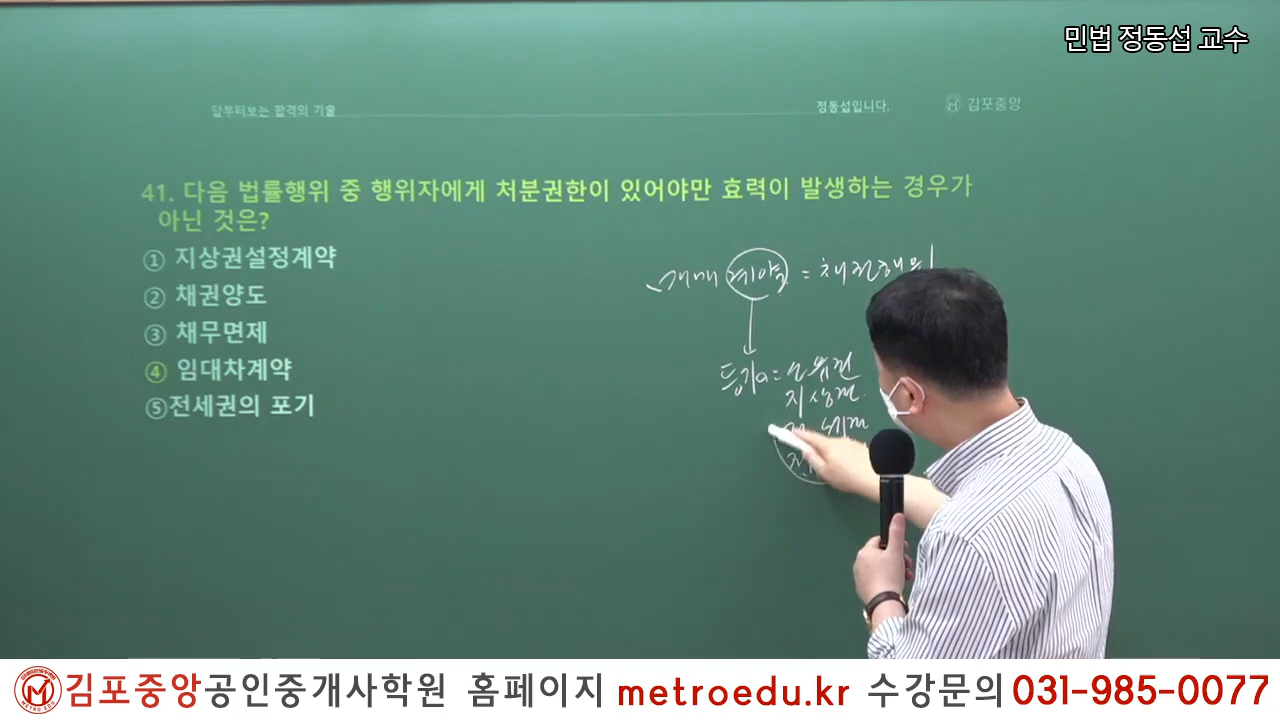 민법 정동섭 교수
답부터보는 합격의 기술
정동섭입니다.
김포중앙
41. 다음 법률행위 중 행위자에게 처분권한이 있어야만 효력이 발생하는 경우가
아닌 것은?
① 지상권설정계약
② 채권양도
③ 채무면제
④ 임대차계약
⑤전세권의 포기
매매 계약 = 채권행위
등기 = 소유권
지상권
전세권
김포중앙공인중개사학원 홈페이지 metroedu.kr 수강문의 031-985-0077
METRO EDU